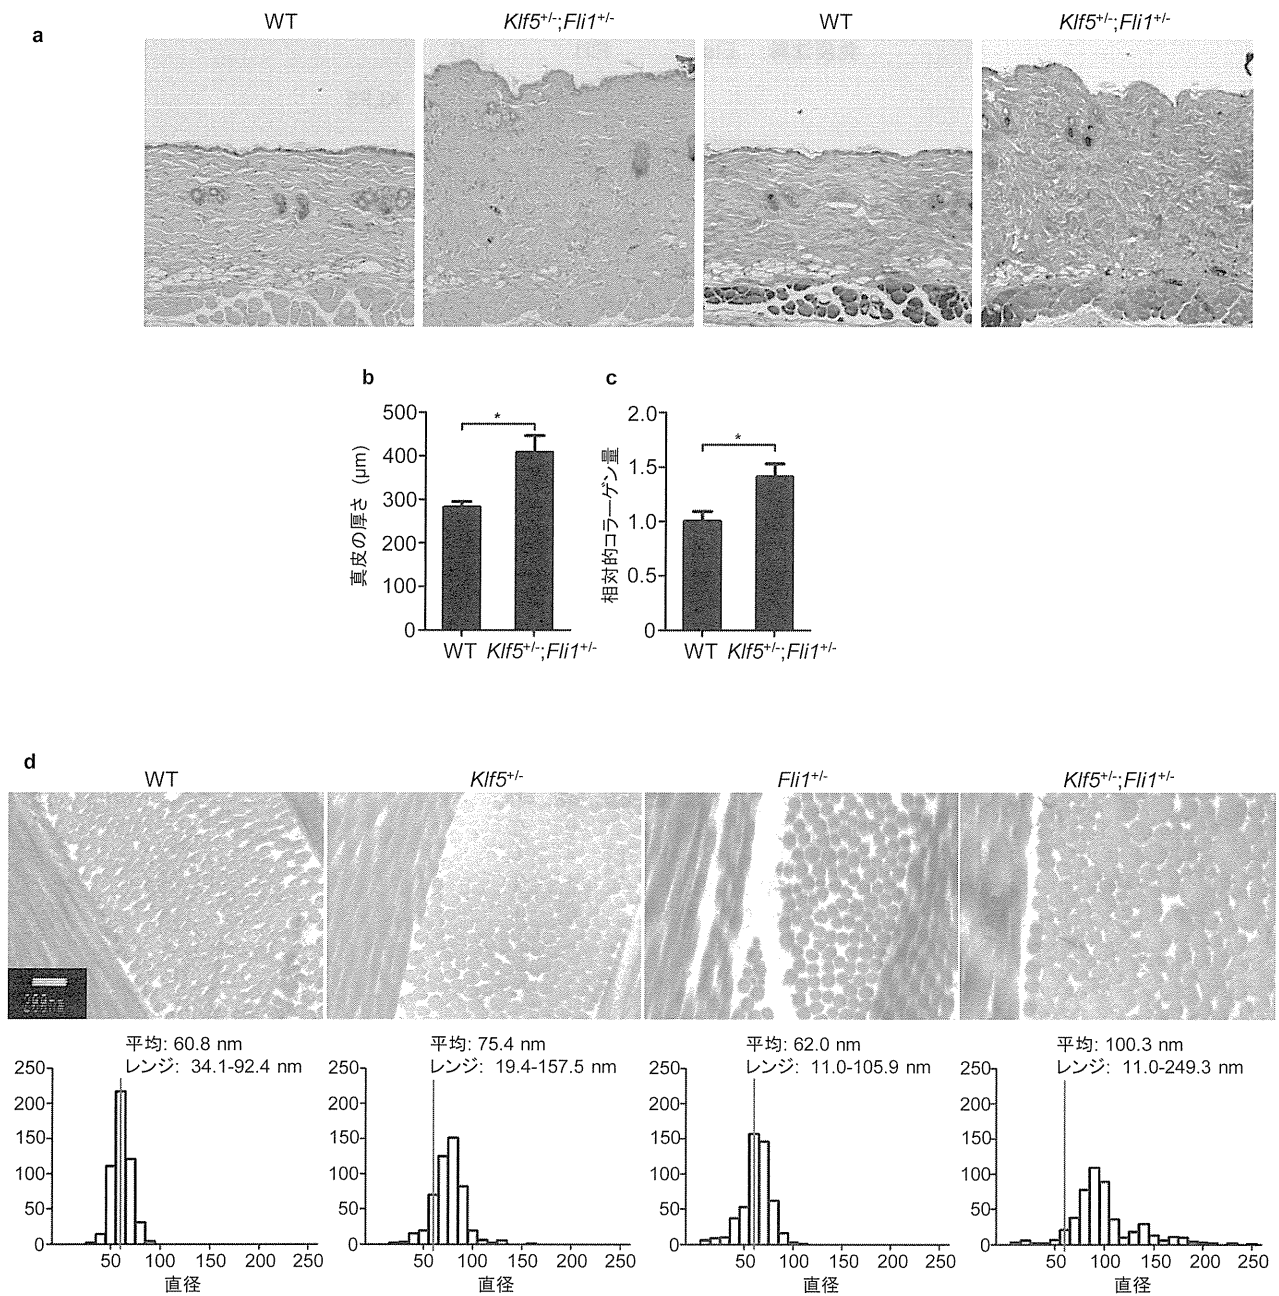 a
WT
Klf5+/-;Fli1+/-
WT
Klf5+/-;Fli1+/-
b
500
400
300
200
100
0
真皮の厚さ (μm)
*
WT
Klf5+/-;Fli1+/-
c
2.0
1.5
1.0
0.5
0
相対的コラーゲン量
*
WT
Klf5+/-;Fli1+/-
d
WT
Klf5+/-
Fli1+/-
Klf5+/-;Fli1+/-
200nm
平均: 60.8 nm
レンジ: 34.1-92.4 nm
250
200
150
100
50
0
50 100 150 200 250
直径
平均: 75.4 nm
レンジ: 19.4-157.5 nm
250
200
150
100
50
0
50 100 150 200 250
直径
平均: 62.0 nm
レンジ: 11.0-105.9 nm
250
200
150
100
50
0
50 100 150 200 250
直径
平均: 100.3 nm
レンジ: 11.0-249.3 nm
250
200
150
100
50
0
50 100 150 200 250
直径